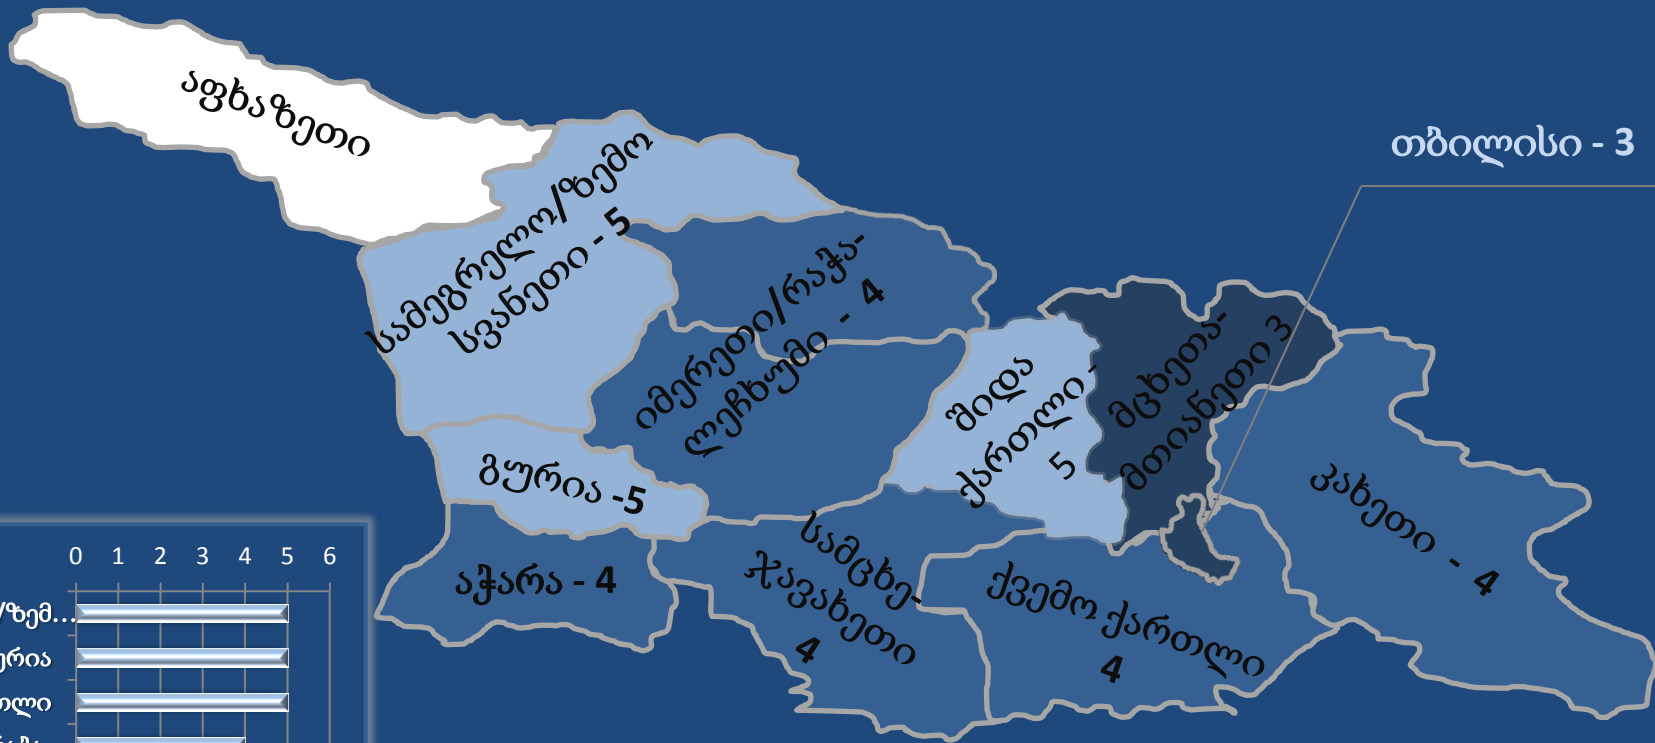 აფხაზეთი
სამეგრელო/ზემო
სვანეთი - 5
იმერეთი/რაჭა-
ლეჩხუმი - 4
გურია -5
აჭარა - 4
სამცხე-
ჯავახეთი
4
ქვემო ქართლი
4
შიდა
ქართლი -
5
მცხეთა-
მთიანეთი 3
თბილისი - 3
კახეთი - 4
0 1 2 3 4 5 6